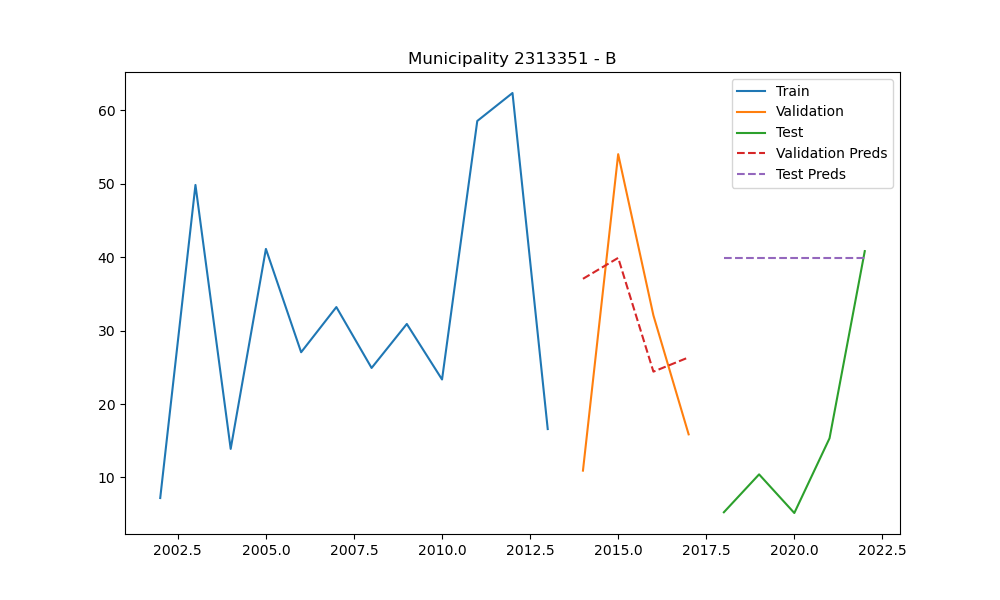 Municipality 2313351 - B
Train
Validation
Test
Validation Preds
Test Preds
60
50
40
30
20
10
2002.5 2005.0 2007.5 2010.0 2012.5 2015.0 2017.5 2020.0 2022.5